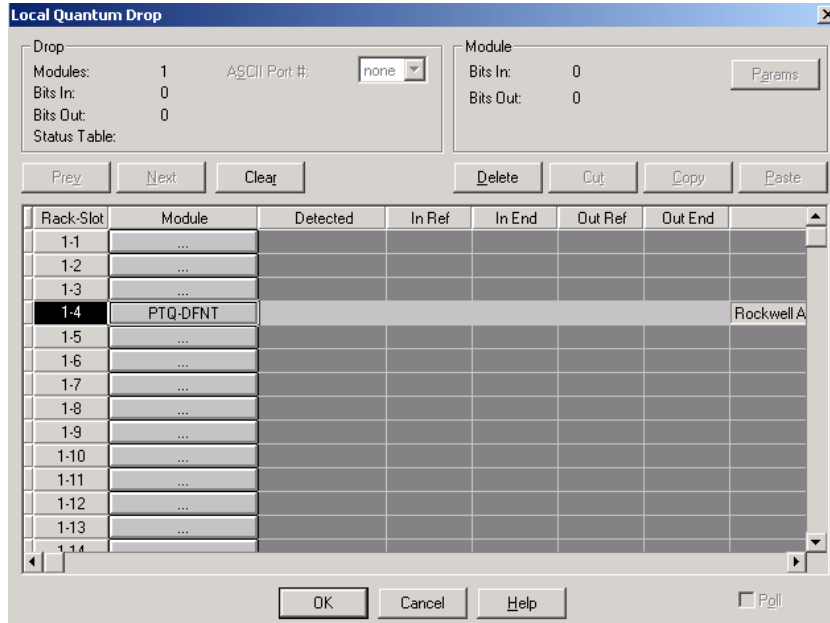 Local Quantum Drop
Drop
Modules: 1 ASCII Port #: none
Bits In: 0
Bits Out: 0
Status Table:
Module
Bits In: 0
Bits Out: 0
Params
Prev Next Clear Delete Cut Copy Paste
Rack-Slot Module Detected In Ref In End Out Ref Out End
1-1 ...
1-2 ...
1-3 ...
1-4 PTQ-DFNT Rockwell A
1-5 ...
1-6 ...
1-7 ...
1-8 ...
1-9 ...
1-10 ...
1-11 ...
1-12 ...
1-13 ...
1-14 ...
OK Cancel Help Poll